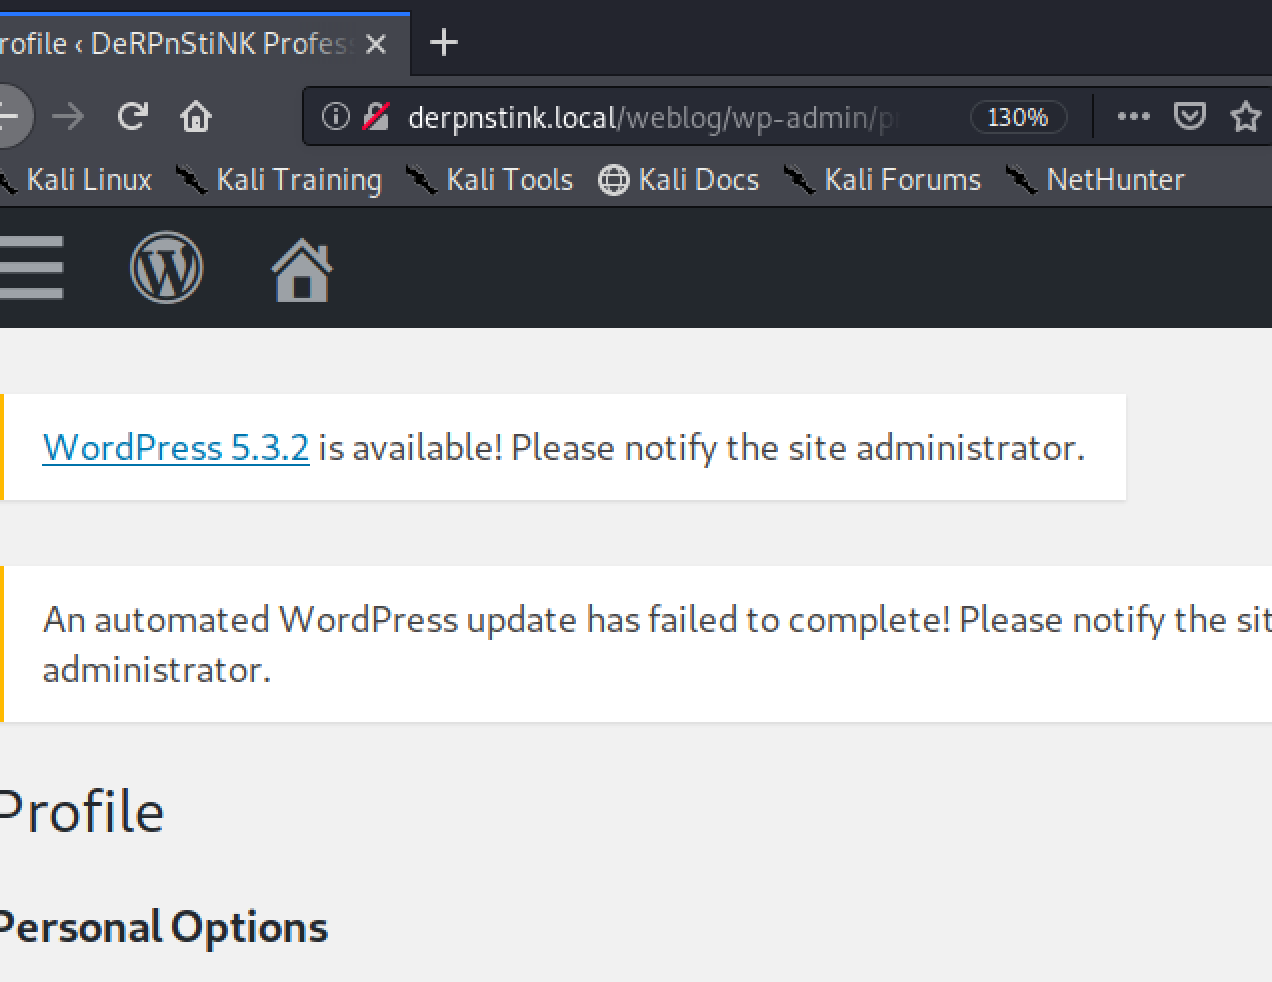 rofile ‹ DeRPnStiNK Profess
derpnstink.local/weblog/wp-admin/p 130%
Kali Linux Kali Training Kali Tools Kali Docs Kali Forums NetHunter
WordPress 5.3.2 is available! Please notify the site administrator.
An automated WordPress update has failed to complete! Please notify the sit
administrator.
Profile
Personal Options